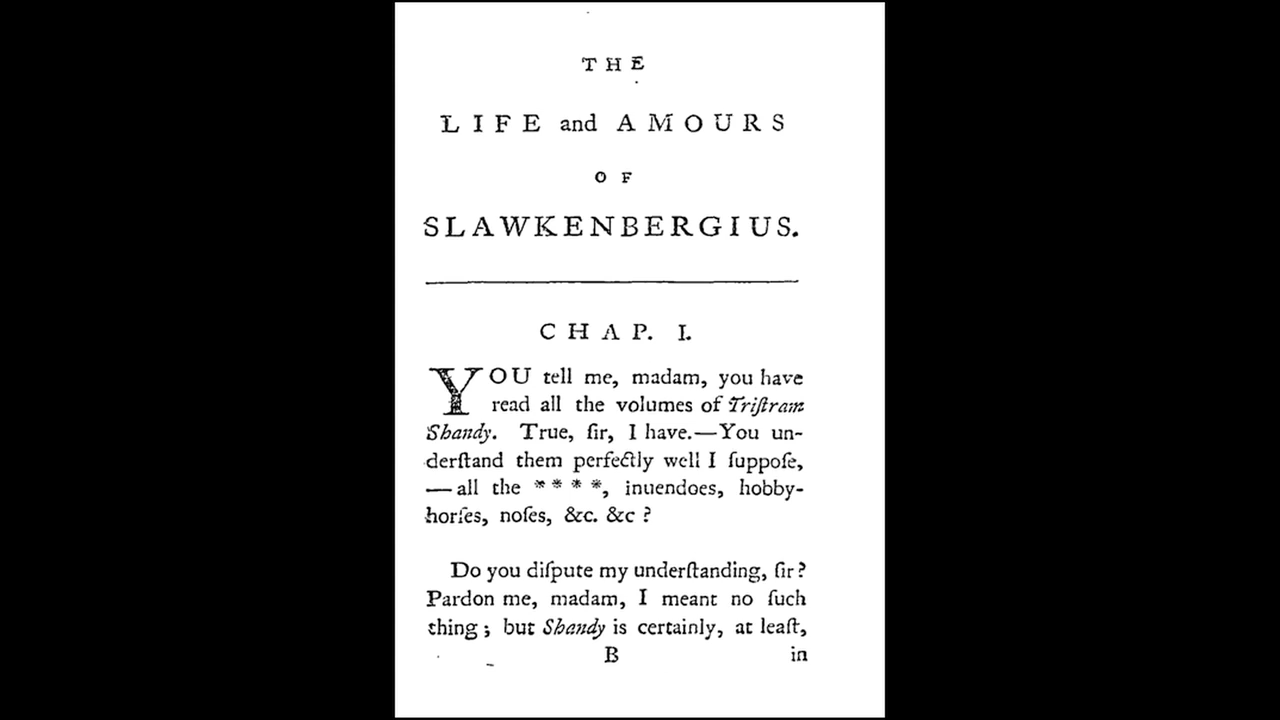 THE
LIFE and AMOURS
OF
SLAWKENBERGIUS.
CHAP. I.
YOU tell me, madam, you have
read all the volumes of Triſtram
Shandy. True, ſir, I have.—You un-
derſtand them perfectly well I ſuppoſe,
—all the ****, inuendoes, hobby-
horſes, noſes, &c. &c ?
Do you diſpute my underſtanding, ſir?
Pardon me, madam, I meant no ſuch
thing ; but Shandy is certainly, at leaſt,
B in